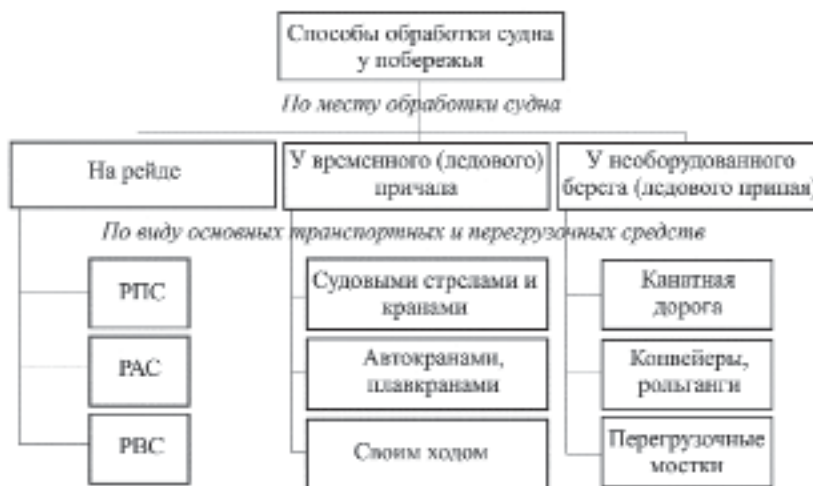 Способы обработки судна
у побережья
По месту обработки судна
На рейде
У временного (ледового)
причала
У необорудованного
берега (ледового припая)
По виду основных транспортных и перегрузочных средств
РПС
РАС
РВС
Судовыми стрелами и
кранами
Автокранами,
плавкранами
Своим ходом
Канатная
дорога
Конвейеры,
рольганги
Перегрузочные
мостки